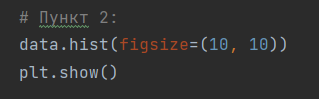 # Пункт 2:
data.hist(figsize=(10, 10))
plt.show()